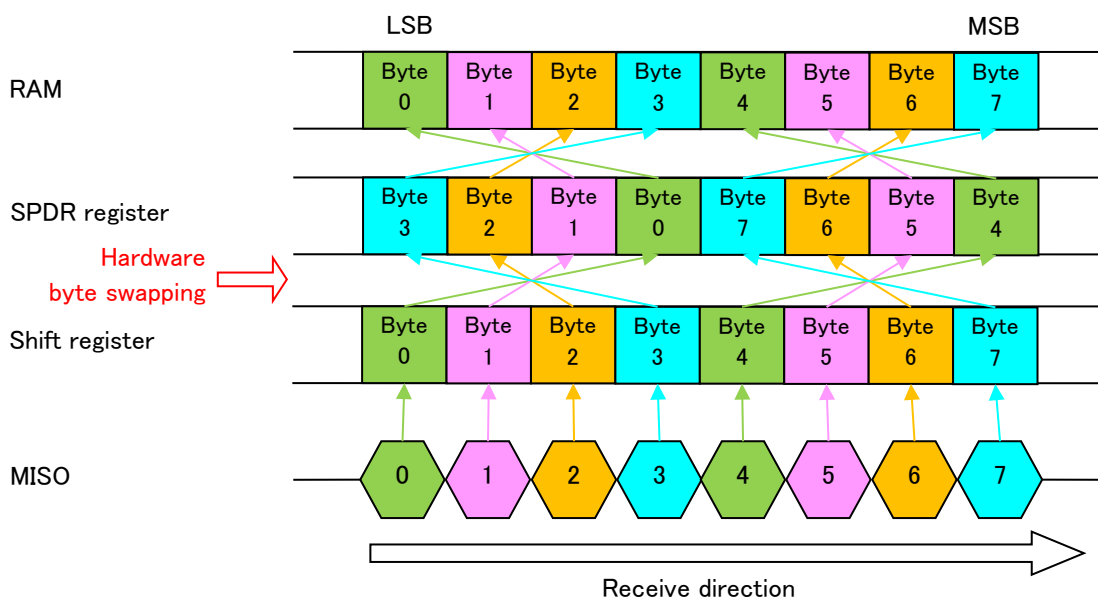 LSB MSB
RAM
Byte Byte Byte Byte Byte Byte Byte Byte
0 1 2 3 4 5 6 7
SPDR register
Byte Byte Byte Byte Byte Byte Byte Byte
3 2 1 0 7 6 5 4
Hardware
byte swapping
Shift register
Byte Byte Byte Byte Byte Byte Byte Byte
0 1 2 3 4 5 6 7
MISO
0 1 2 3 4 5 6 7
Receive direction